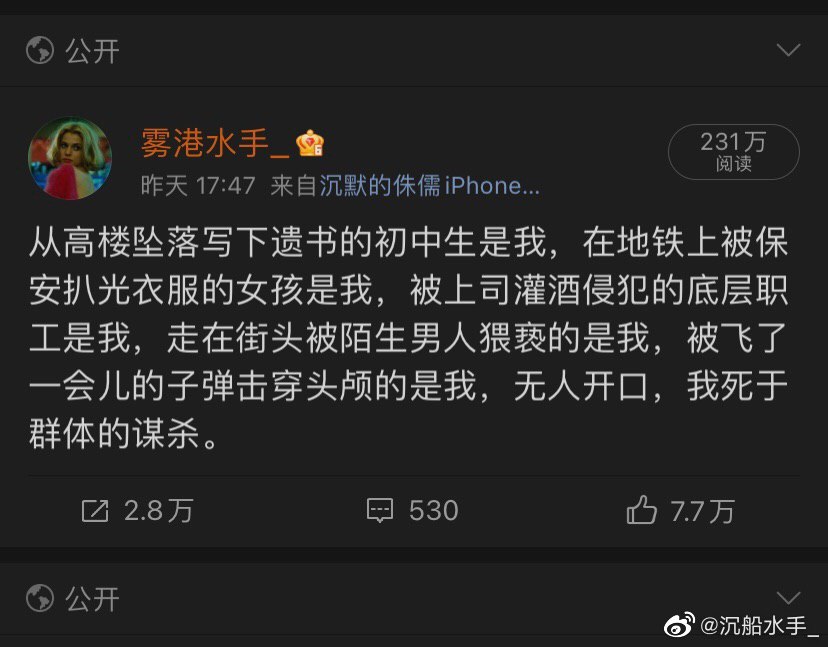 公开
雾港水手_
231万
阅读
昨天 17:47 来自沉默的侏儒iPhone...
从高楼坠落写下遗书的初中生是我，在地铁上被保
安扒光衣服的女孩是我，被上司灌酒侵犯的底层职
工是我，走在街头被陌生男人猥亵的是我，被飞了
一会儿的子弹击穿头颅的是我，无人开口，我死于
群体的谋杀。
2.8万 530 7.7万
公开
@沉船水手_